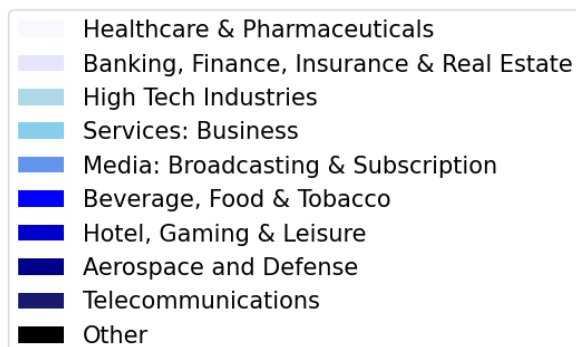 Healthcare & Pharmaceuticals
Banking, Finance, Insurance & Real Estate
High Tech Industries
Services: Business
Media: Broadcasting & Subscription
Beverage, Food & Tobacco
Hotel, Gaming & Leisure
Aerospace and Defense
Telecommunications
Other